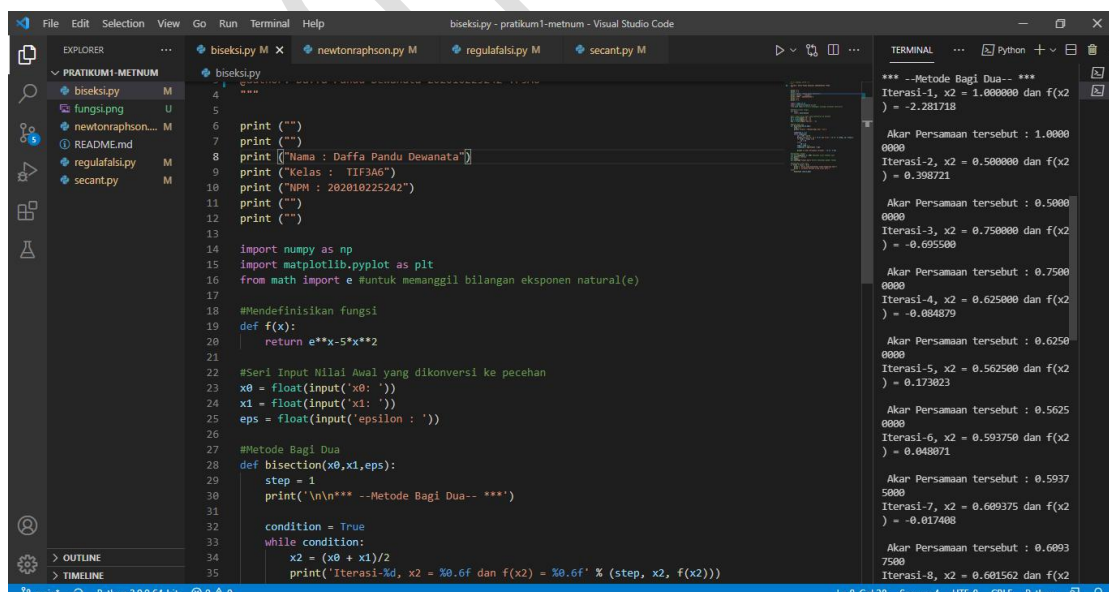 File Edit Selection View Go Run Terminal Help
biseksi.py - pratikum1-metnum - Visual Studio Code
EXPLORER
PRATIKUM1-METNUM
biseksi.py M
fungsi.png U
newtonraphson.... M
README.md
regulafalsi.py M
secant.py M
OUTLINE
TIMELINE
biseksi.py M
newtonraphson.py M
regulafalsi.py M
secant.py M
biseksi.py
4 """
5
6 print ("")
7 print ("")
8 print ("Nama : Daffa Pandu Dewanata")
9 print ("Kelas : TIF3A6")
10 print ("NPM : 202010225242")
11 print ("")
12 print ("")
13
14 import numpy as np
15 import matplotlib.pyplot as plt
16 from math import e #untuk memanggil bilangan eksponen natural(e)
17
18 #Mendefinisikan fungsi
19 def f(x):
20 return e**x-5*x**2
21
22 #Seri Input Nilai Awal yang dikonversi ke pecehan
23 x0 = float(input('x0: '))
24 x1 = float(input('x1: '))
25 eps = float(input('epsilon : '))
26
27 #Metode Bagi Dua
28 def bisection(x0,x1,eps):
29 step = 1
30 print('\n\n*** --Metode Bagi Dua-- ***')
31
32 condition = True
33 while condition:
34 x2 = (x0 + x1)/2
35 print('Iterasi-%d, x2 = %0.6f dan f(x2) = %0.6f' % (step, x2, f(x2)))
TERMINAL
Python
*** --Metode Bagi Dua-- ***
Iterasi-1, x2 = 1.000000 dan f(x2
) = -2.281718
Akar Persamaan tersebut : 1.0000
0000
Iterasi-2, x2 = 0.500000 dan f(x2
) = 0.398721
Akar Persamaan tersebut : 0.5000
0000
Iterasi-3, x2 = 0.750000 dan f(x2
) = -0.695500
Akar Persamaan tersebut : 0.7500
0000
Iterasi-4, x2 = 0.625000 dan f(x2
) = -0.084879
Akar Persamaan tersebut : 0.6250
0000
Iterasi-5, x2 = 0.562500 dan f(x2
) = 0.173023
Akar Persamaan tersebut : 0.5625
0000
Iterasi-6, x2 = 0.593750 dan f(x2
) = 0.048071
Akar Persamaan tersebut : 0.5937
5000
Iterasi-7, x2 = 0.609375 dan f(x2
) = -0.017408
Akar Persamaan tersebut : 0.6093
7500
Iterasi-8, x2 = 0.601562 dan f(x2